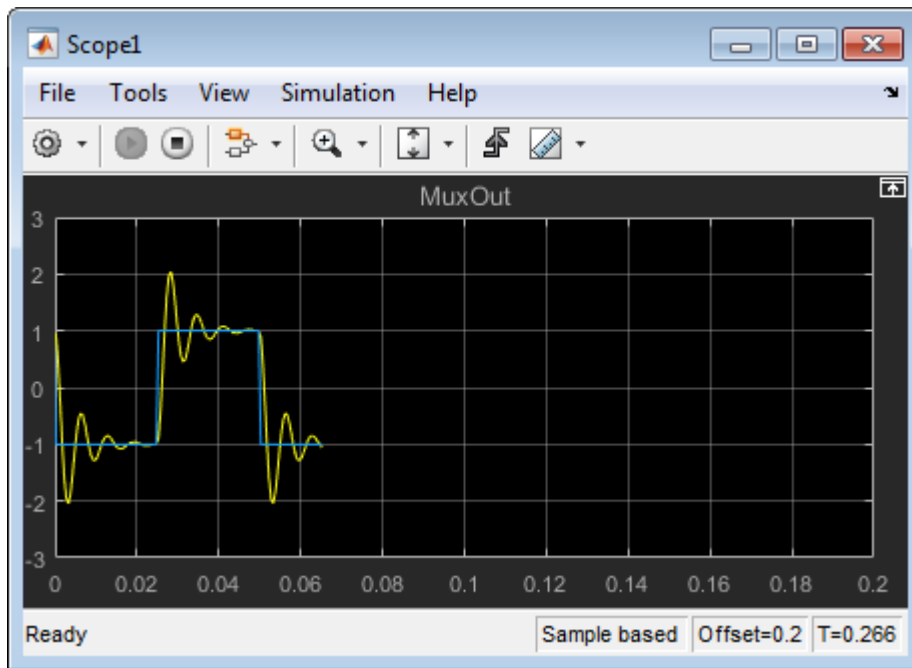 Scope1
File Tools View Simulation Help
MuxOut
3
2
1
0
-1
-2
-3
0 0.02 0.04 0.06 0.08 0.1 0.12 0.14 0.16 0.18 0.2
Ready Sample based Offset=0.2 T=0.266